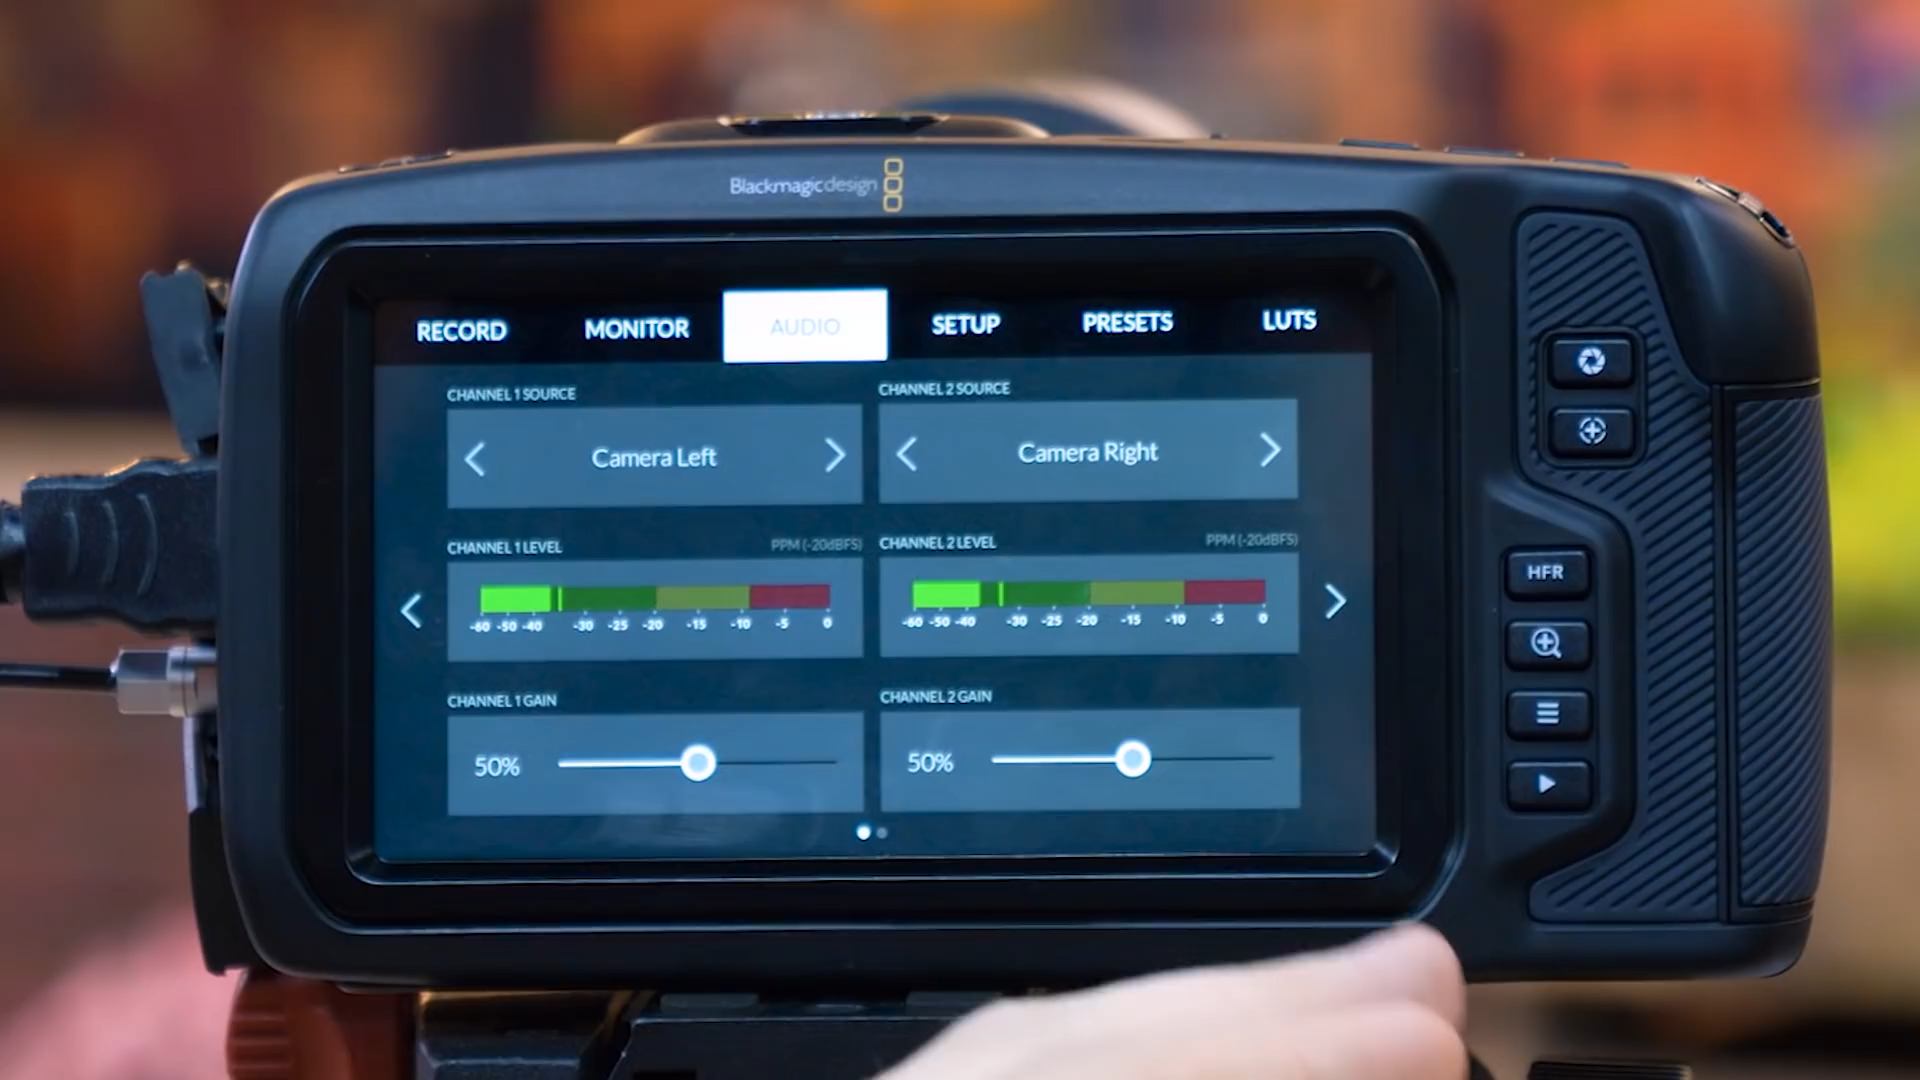 Blackmagicdesign
RECORD MONITOR AUDIO SETUP PRESETS LUTS
CHANNEL 1 SOURCE CHANNEL 2 SOURCE
Camera Left Camera Right
CHANNEL 1 LEVEL PPM (-20dBFS) CHANNEL 2 LEVEL PPM (-20dBFS)
-60 -50 -40 -30 -25 -20 -15 -10 -5 0 -60 -50 -40 -30 -25 -20 -15 -10 -5 0
CHANNEL 1 GAIN CHANNEL 2 GAIN
50% 50%
HFR